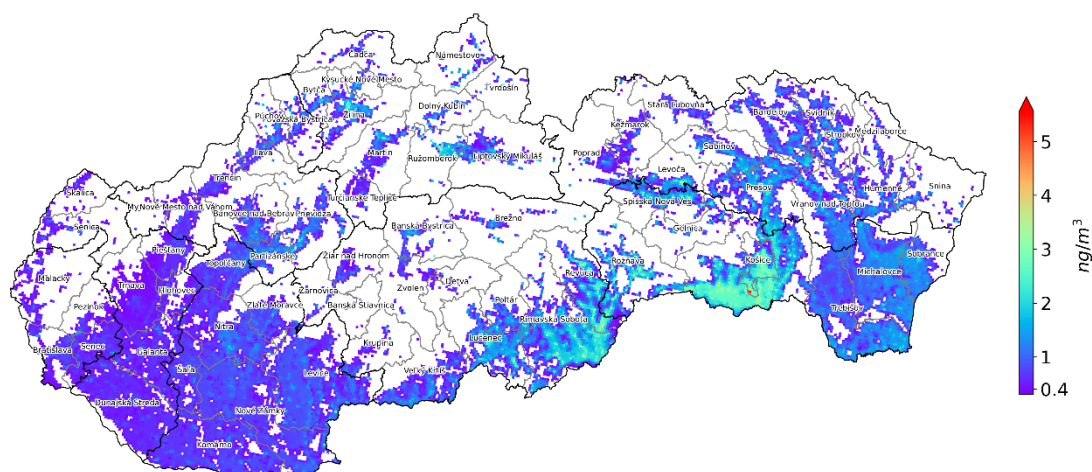 Čadca
Námestovo
Kysucké Nové Mesto
Tvrdošín
Bytča
Dolný Kubín
Stará Ľubovňa
Bardejov
Svidník
Púchov
Považská Bystrica
Žilina
Kežmarok
Stropkov
Medzilaborce
Ilava
Martin
Ružomberok
Liptovský Mikuláš
Poprad
Sabinov
Levoča
Trenčín
Prešov
Humenné
Snina
Skalica
Turčianske Teplice
Spišská Nová Ves
Vranov nad Topľou
Nové Mesto nad Váhom
Bánovce nad Bebravou
Prievidza
Brezno
Senica
Banská Bystrica
Gelnica
Piešťany
Partizánske
Topoľčany
Žiar nad Hronom
Rožňava
Košice
Sobrance
Malacky
Trnava
Hlohovec
Revúca
Michalovce
Zvolen
Detva
Žarnovica
Pezinok
Zlaté Moravce
Banská Štiavnica
Poltár
Trebišov
Nitra
Rimavská Sobota
Bratislava
Senec
Galanta
Krupina
Lučenec
Šaľa
Levice
Veľký Krtíš
Dunajská Streda
Nové Zámky
Komárno
5
4
3
2
1
0.4
ng/m³